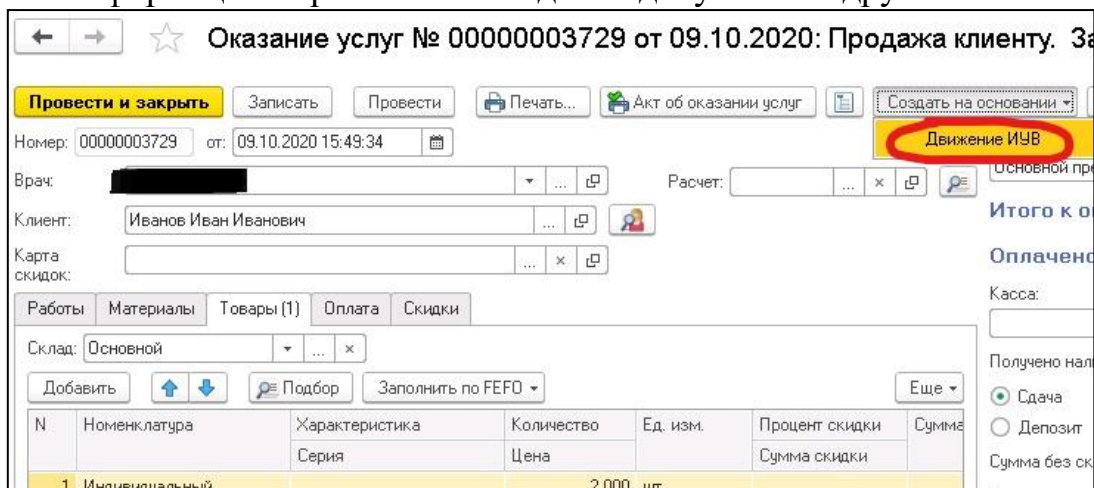 Оказание услуг № 00000003729 от 09.10.2020: Продажа клиенту. За
Провести и закрыть Записать Провести Печать... Акт об оказании услуг Создать на основании
Номер: 00000003729 от: 09.10.2020 15:49:34 Движение ИУВ
Врач: Расчет: Основной пре
Клиент: Иванов Иван Иванович Итого к о
Карта скидок: Оплачено
Работы Материалы Товары (1) Оплата Скидки Касса:
Склад: Основной
Получено нал
Добавить Подбор Заполнить по FEFO Еще Сдача
N Номенклатура Характеристика Количество Ед. изм. Процент скидки Сумма Депозит
Серия Цена Сумма скидки Сумма без ск
1 Индивидуальный 2,000 шт